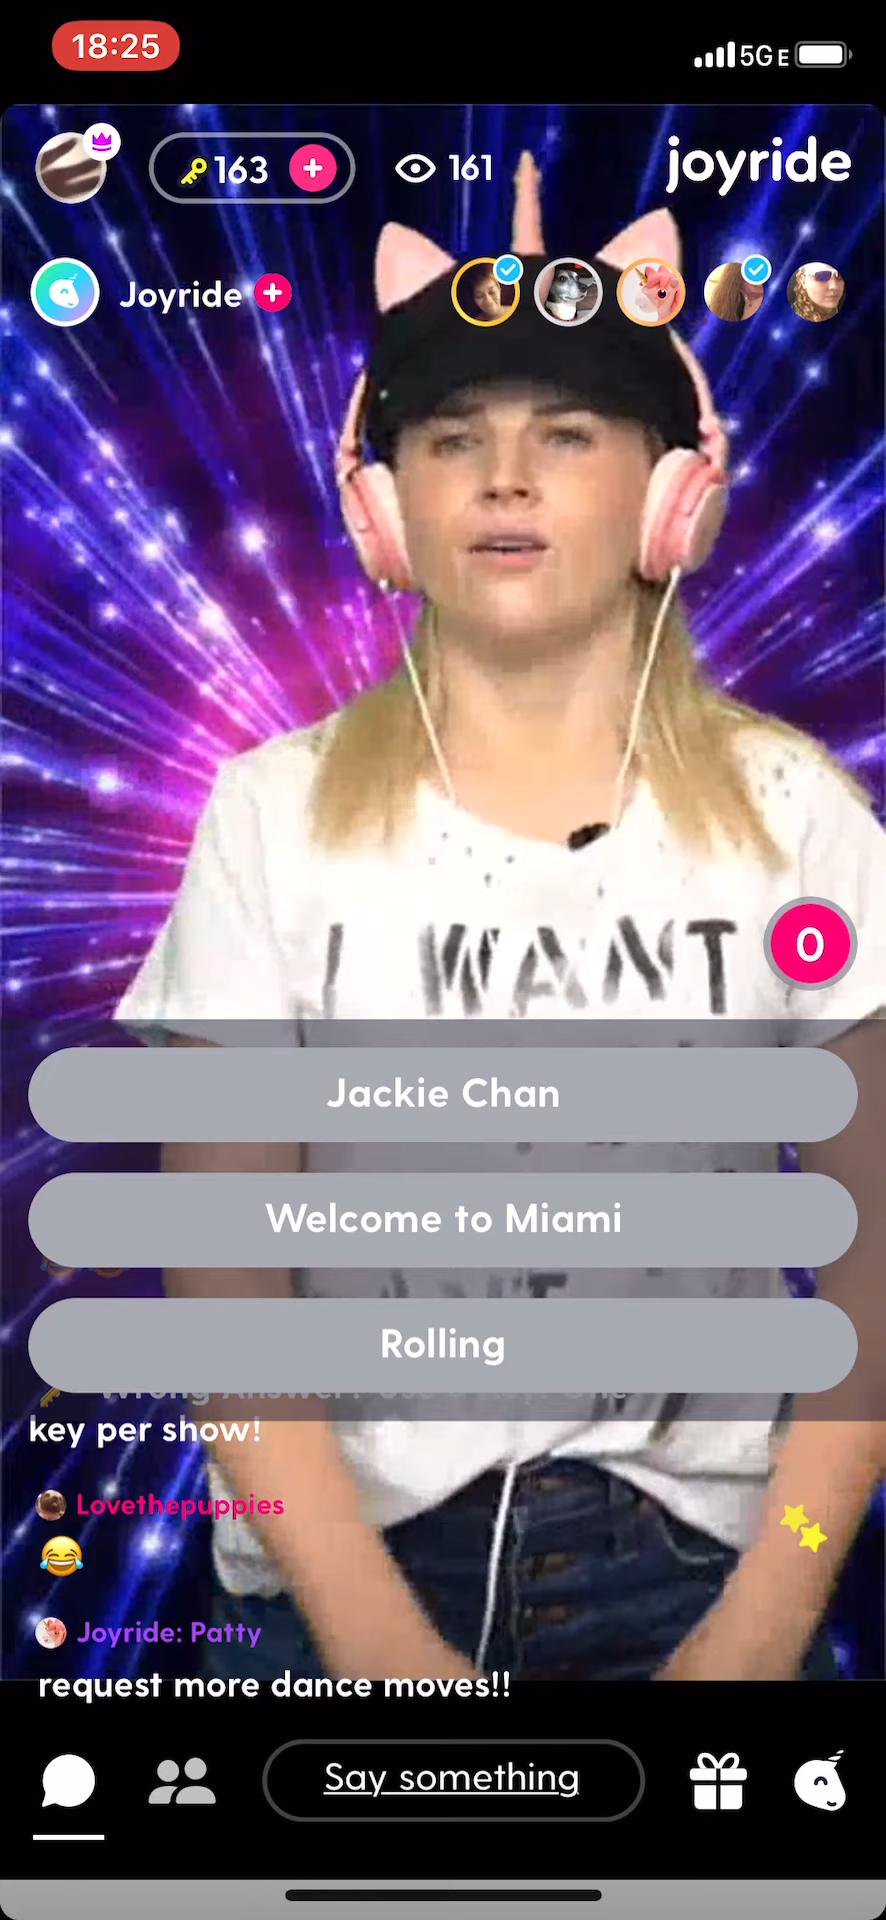 18:25
5G E
163
161
joyride
Joyride
I WANT
0
Jackie Chan
Welcome to Miami
Rolling
key per show!
Lovethepuppies
😂
Joyride: Patty
request more dance moves!!
Say something